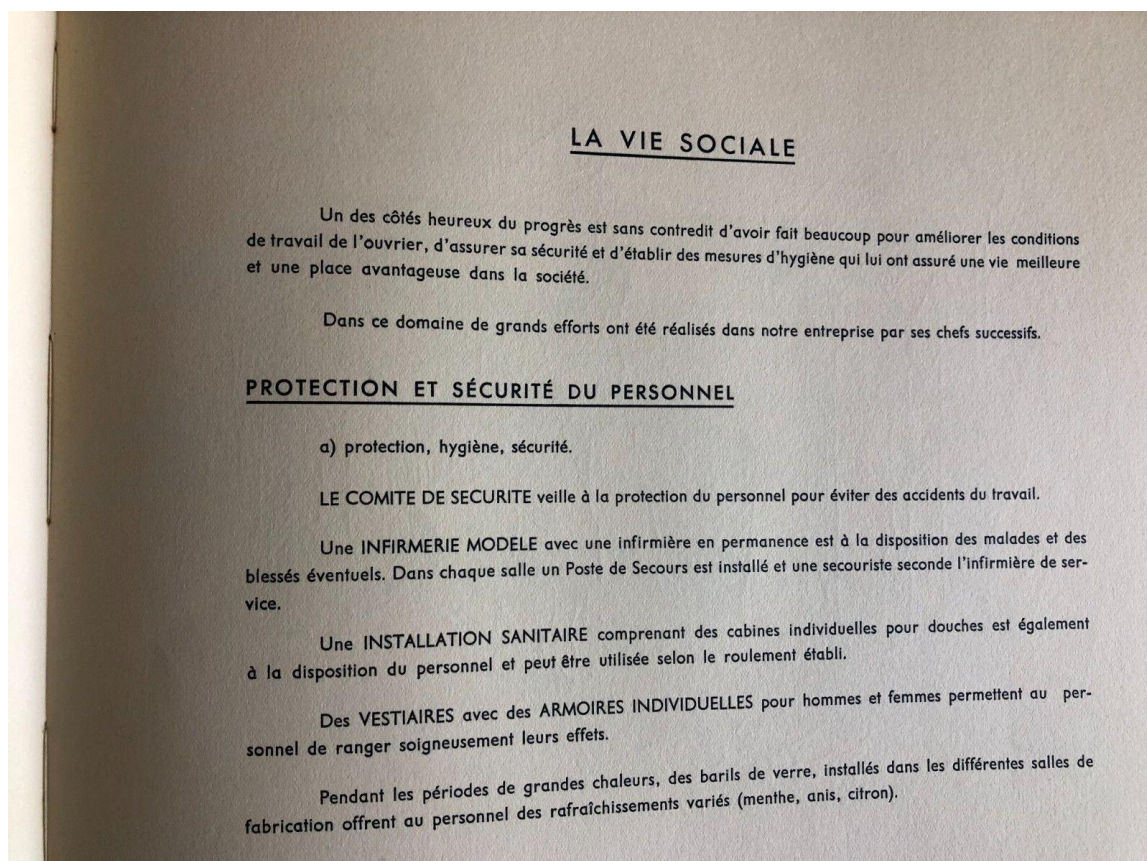 LA VIE SOCIALE
Un des côtés heureux du progrès est sans contredit d'avoir fait beaucoup pour améliorer les conditions
de travail de l'ouvrier, d'assurer sa sécurité et d'établir des mesures d'hygiène qui lui ont assuré une vie meilleure
et une place avantageuse dans la société.
Dans ce domaine de grands efforts ont été réalisés dans notre entreprise par ses chefs successifs.
PROTECTION ET SÉCURITÉ DU PERSONNEL
a) protection, hygiène, sécurité.
LE COMITE DE SECURITE veille à la protection du personnel pour éviter des accidents du travail.
Une INFIRMERIE MODELE avec une infirmière en permanence est à la disposition des malades et des
blessés éventuels. Dans chaque salle un Poste de Secours est installé et une secouriste seconde l'infirmière de ser-
vice.
Une INSTALLATION SANITAIRE comprenant des cabines individuelles pour douches est également
à la disposition du personnel et peut être utilisée selon le roulement établi.
Des VESTIAIRES avec des ARMOIRES INDIVIDUELLES pour hommes et femmes permettent au per-
sonnel de ranger soigneusement leurs effets.
Pendant les périodes de grandes chaleurs, des barils de verre, installés dans les différentes salles de
fabrication offrent au personnel des rafraîchissements variés (menthe, anis, citron).